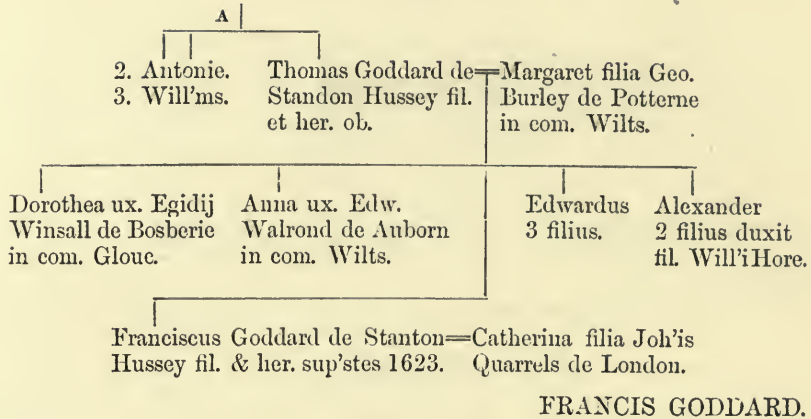 A
2. Antonie.
3. Will'ms.
Thomas Goddard de
Standon Hussey fil.
et her. ob.
Margaret filia Geo.
Burley de Potterne
in com. Wilts.
Dorothea ux. Egidij
Winsall de Bosberie
in com. Glouc.
Anna ux. Edw.
Walrond de Auborn
in com. Wilts.
Edwardus
3 filius.
Alexander
2 filius duxit
fil. Will'i Hore.
Franciscus Goddard de Stanton
Hussey fil. & her. sup'stes 1623.
Catherina filia Joh'is
Quarrels de London.
FRANCIS GODDARD.